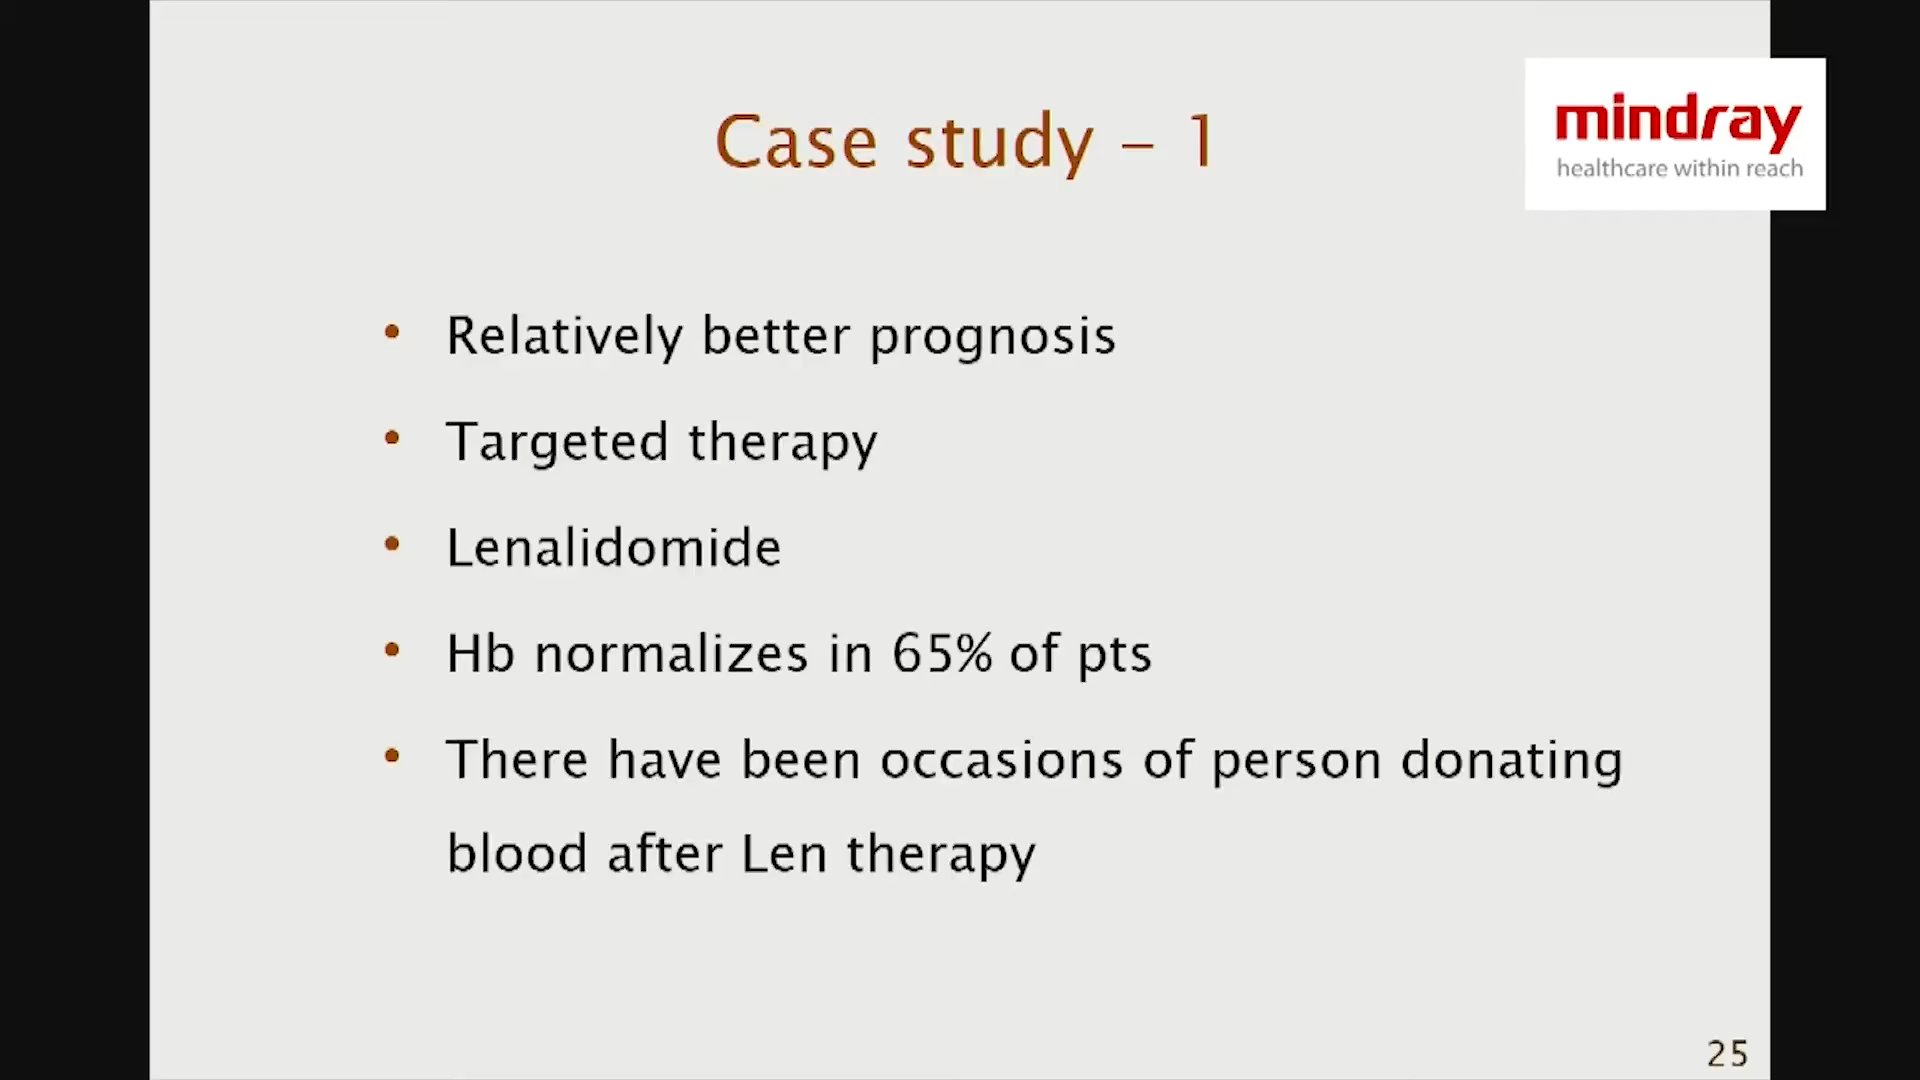 Case study – 1
mindray
healthcare within reach
• Relatively better prognosis
• Targeted therapy
• Lenalidomide
• Hb normalizes in 65% of pts
• There have been occasions of person donating
blood after Len therapy
25